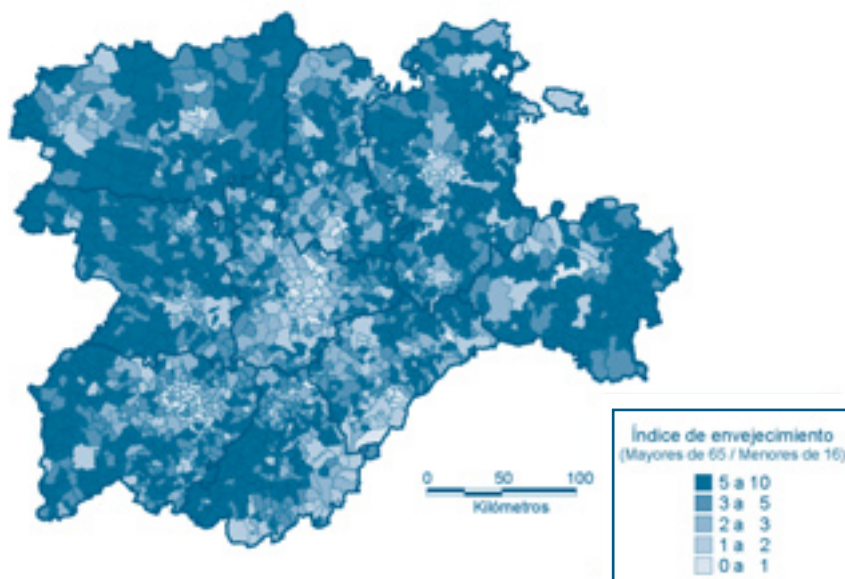 Índice de envejecimiento
(Mayores de 65 / Menores de 16)
5 a 10
3 a 5
2 a 3
1 a 2
0 a 1
0 50 100
Kilómetros